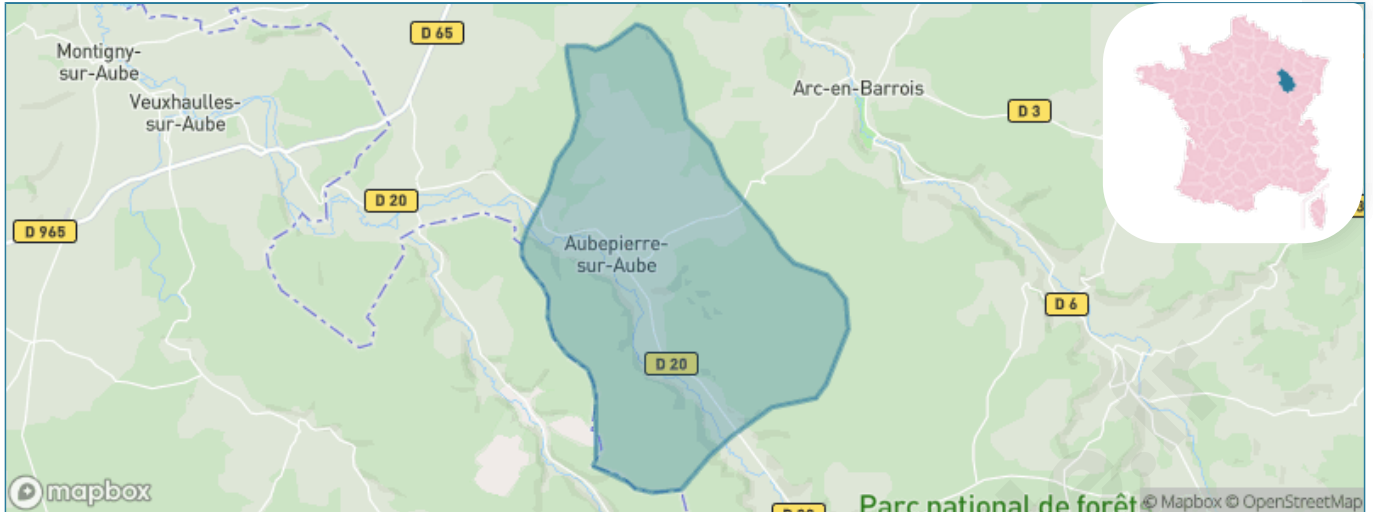 D 65
Montigny-
sur-Aube
Arc-en-Barrois
Veuxhaulles-
sur-Aube
D 3
D 20
D 965
Aubepierre-
sur-Aube
D 6
D 20
mapbox
Parc national de forêt
© Mapbox © OpenStreetMap